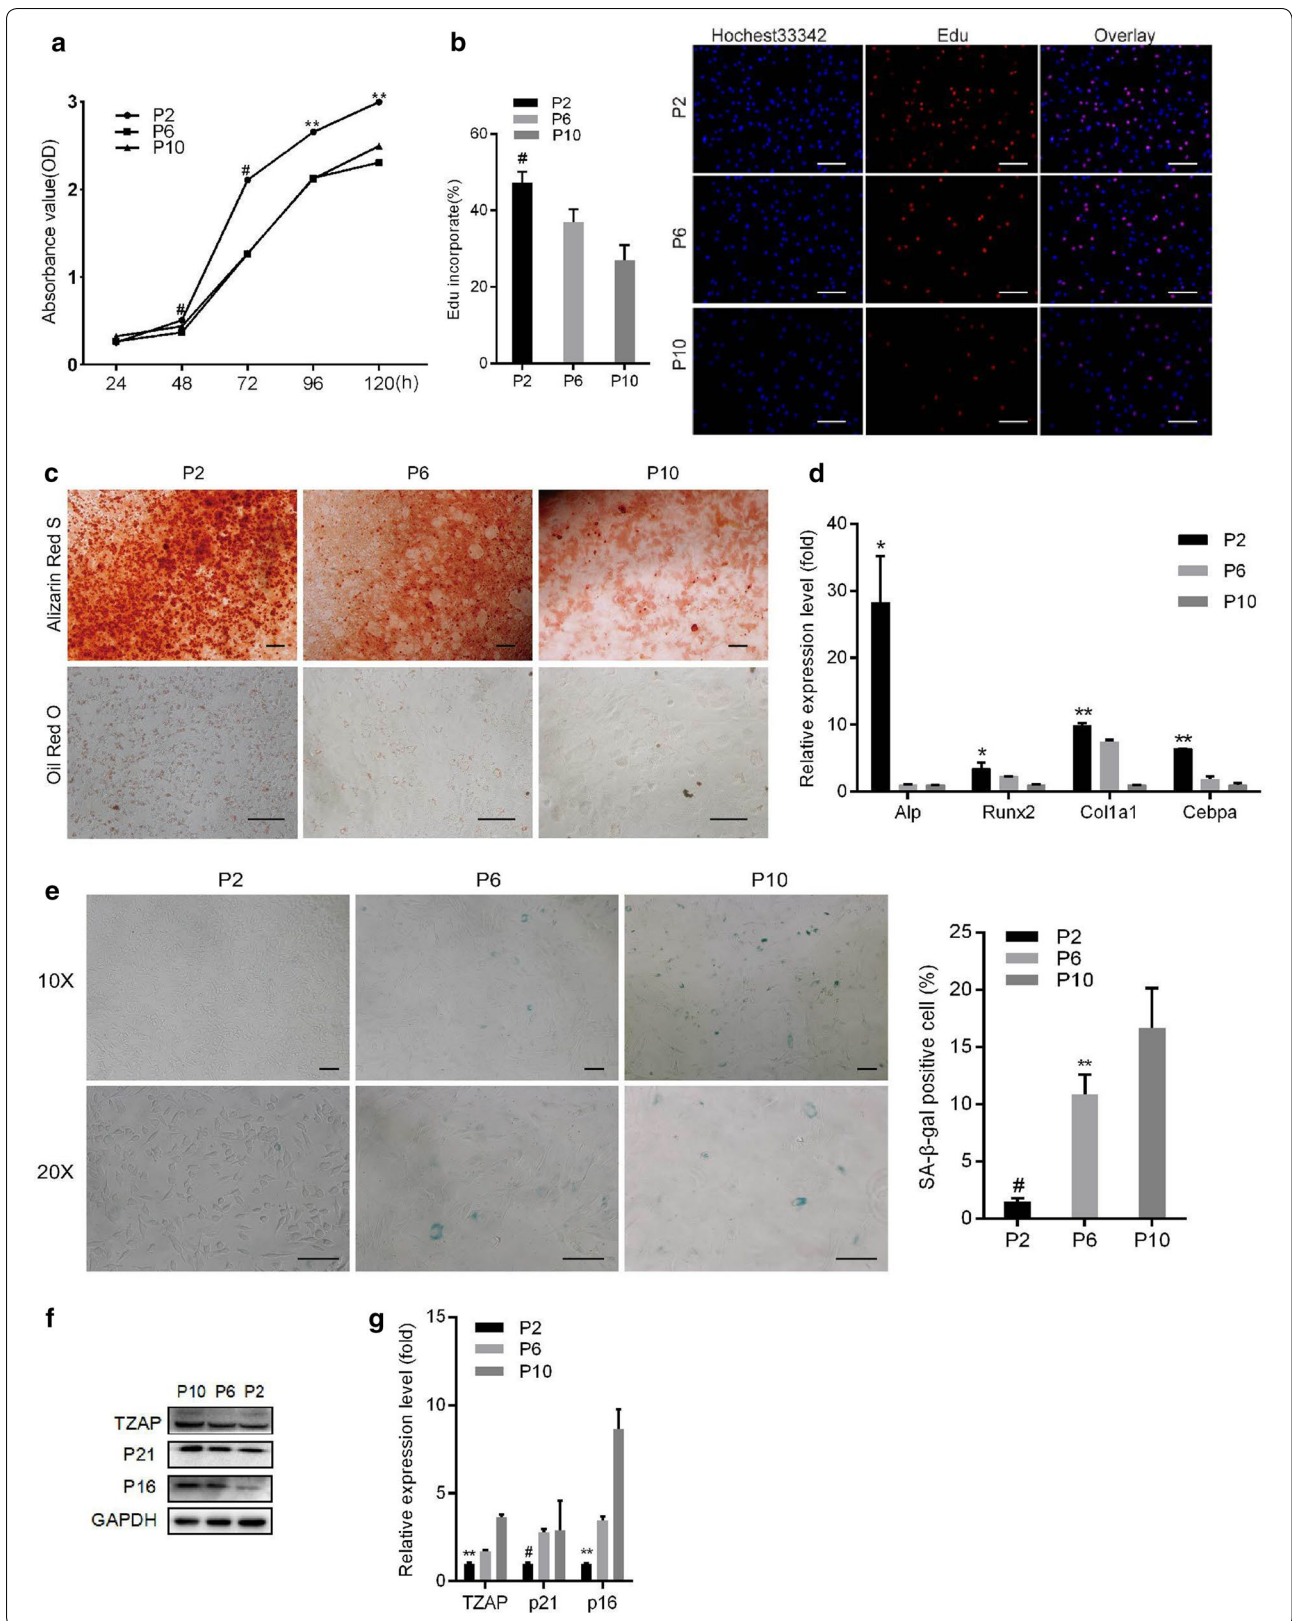 a
3
2
1
0
Absorbance value(OD)
P2
P6
P10
#
#
**
**
24 48 72 96 120(h)
b
P2
P6
P10
60
40
20
0
Edu incorporate(%)
#
P2 P6 P10
Hochest33342 Edu Overlay
P2
P6
P10
c
P2 P6 P10
Alizarin Red S
Oil Red O
d
40
30
20
10
0
Relative expression level (fold)
P2
P6
P10
*
*
**
**
Alp Runx2 Col1a1 Cebpa
e
P2 P6 P10
10X
20X
25
20
15
10
5
0
SA-β-gal positive cell (%)
P2
P6
P10
#
**
P2 P6 P10
f
P10 P6 P2
TZAP
P21
P16
GAPDH
g
15
10
5
0
Relative expression level (fold)
P2
P6
P10
** # **
TZAP p21 p16